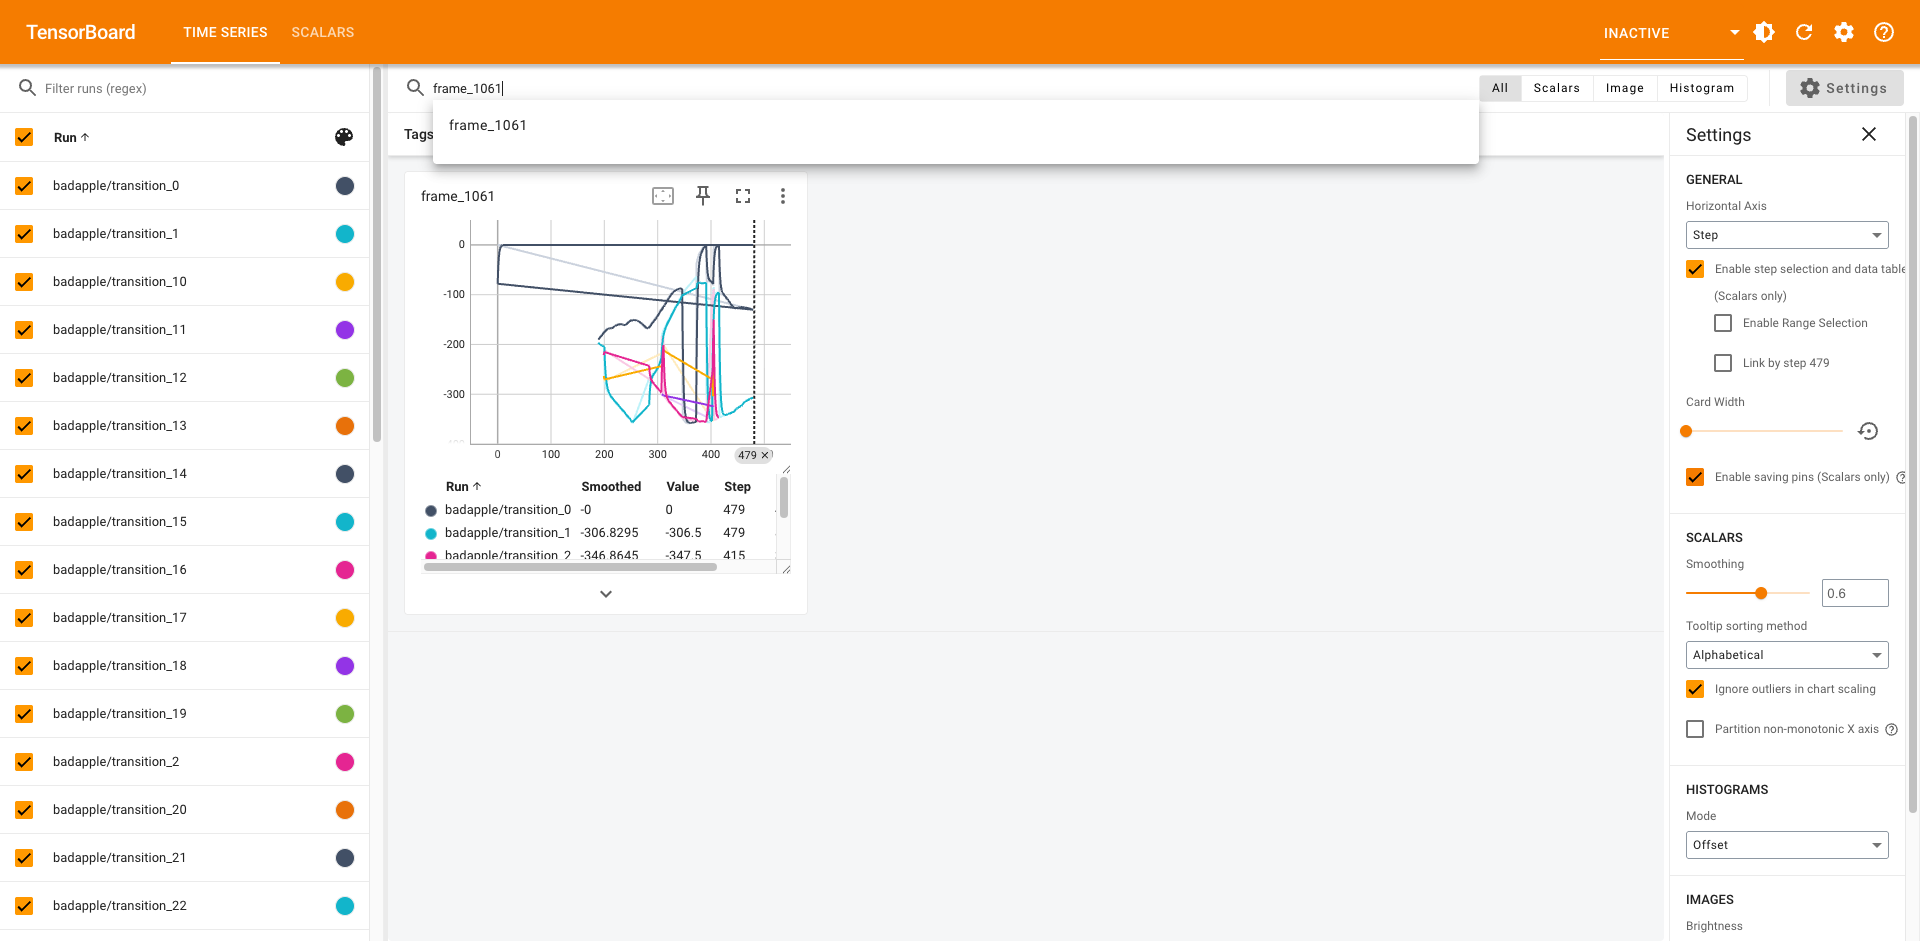 TensorBoard
TIME SERIES
SCALARS
INACTIVE
Filter runs (regex)
frame_1061
All
Scalars
Image
Histogram
Settings
frame_1061
Run
Tags
Settings
badapple/transition_0
badapple/transition_1
badapple/transition_10
badapple/transition_11
badapple/transition_12
badapple/transition_13
badapple/transition_14
badapple/transition_15
badapple/transition_16
badapple/transition_17
badapple/transition_18
badapple/transition_19
badapple/transition_2
badapple/transition_20
badapple/transition_21
badapple/transition_22
frame_1061
0
-100
-200
-300
0
100
200
300
400
479 ✕
Run
Smoothed
Value
Step
badapple/transition_0 -0 0 479
badapple/transition_1 -306.8295 -306.5 479
badapple/transition_2 -346.8645 -347.5 415
GENERAL
Horizontal Axis
Step
Enable step selection and data table
(Scalars only)
Enable Range Selection
Link by step 479
Card Width
Enable saving pins (Scalars only)
SCALARS
Smoothing
0.6
Tooltip sorting method
Alphabetical
Ignore outliers in chart scaling
Partition non-monotonic X axis
HISTOGRAMS
Mode
Offset
IMAGES
Brightness